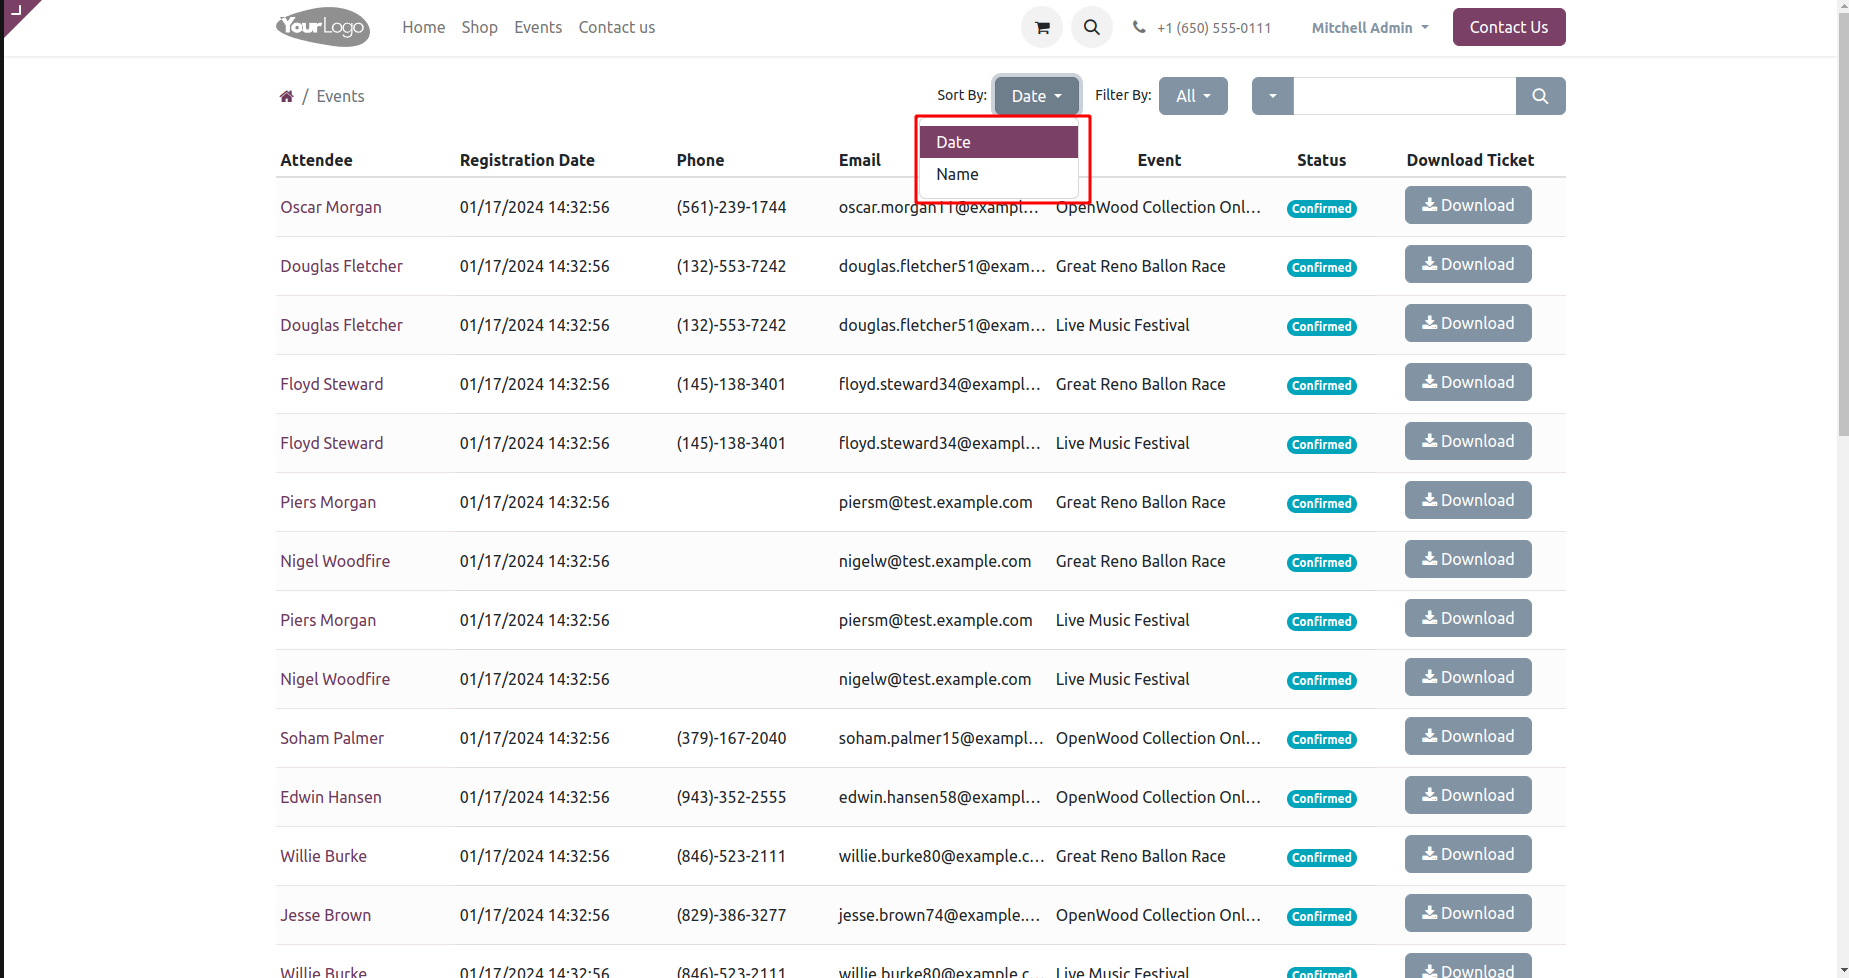 YourLogo Home Shop Events Contact us +1 (650) 555-0111 Mitchell Admin Contact Us
/ Events Sort By: Date Filter By: All
Date
Name
Attendee Registration Date Phone Email Event Status Download Ticket
Oscar Morgan 01/17/2024 14:32:56 (561)-239-1744 oscar.morgan11@exampl... OpenWood Collection Onl... Confirmed Download
Douglas Fletcher 01/17/2024 14:32:56 (132)-553-7242 douglas.fletcher51@exam... Great Reno Ballon Race Confirmed Download
Douglas Fletcher 01/17/2024 14:32:56 (132)-553-7242 douglas.fletcher51@exam... Live Music Festival Confirmed Download
Floyd Steward 01/17/2024 14:32:56 (145)-138-3401 floyd.steward34@exampl... Great Reno Ballon Race Confirmed Download
Floyd Steward 01/17/2024 14:32:56 (145)-138-3401 floyd.steward34@exampl... Live Music Festival Confirmed Download
Piers Morgan 01/17/2024 14:32:56 piersm@test.example.com Great Reno Ballon Race Confirmed Download
Nigel Woodfire 01/17/2024 14:32:56 nigelw@test.example.com Great Reno Ballon Race Confirmed Download
Piers Morgan 01/17/2024 14:32:56 piersm@test.example.com Live Music Festival Confirmed Download
Nigel Woodfire 01/17/2024 14:32:56 nigelw@test.example.com Live Music Festival Confirmed Download
Soham Palmer 01/17/2024 14:32:56 (379)-167-2040 soham.palmer15@exampl... OpenWood Collection Onl... Confirmed Download
Edwin Hansen 01/17/2024 14:32:56 (943)-352-2555 edwin.hansen58@exampl... OpenWood Collection Onl... Confirmed Download
Willie Burke 01/17/2024 14:32:56 (846)-523-2111 willie.burke80@example.c... Great Reno Ballon Race Confirmed Download
Jesse Brown 01/17/2024 14:32:56 (829)-386-3277 jesse.brown74@example.... OpenWood Collection Onl... Confirmed Download
Willie Burke 01/17/2024 14:32:56 (846)-523-2111 willie.burke80@example.c... Live Music Festival Confirmed Download